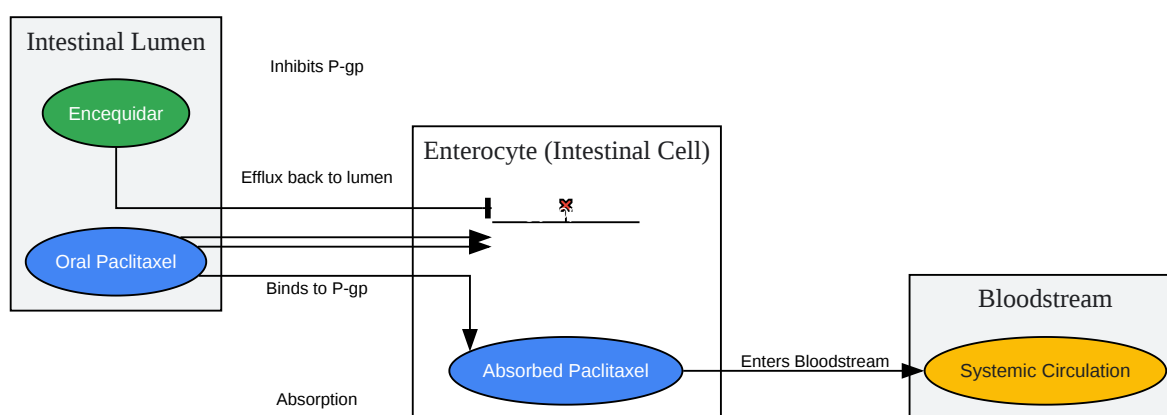 Intestinal Lumen
Inhibits P-gp
Encequidar
Enterocyte (Intestinal Cell)
Efflux back to lumen
Oral Paclitaxel
Binds to P-gp
Bloodstream
Absorbed Paclitaxel
Enters Bloodstream
Systemic Circulation
Absorption